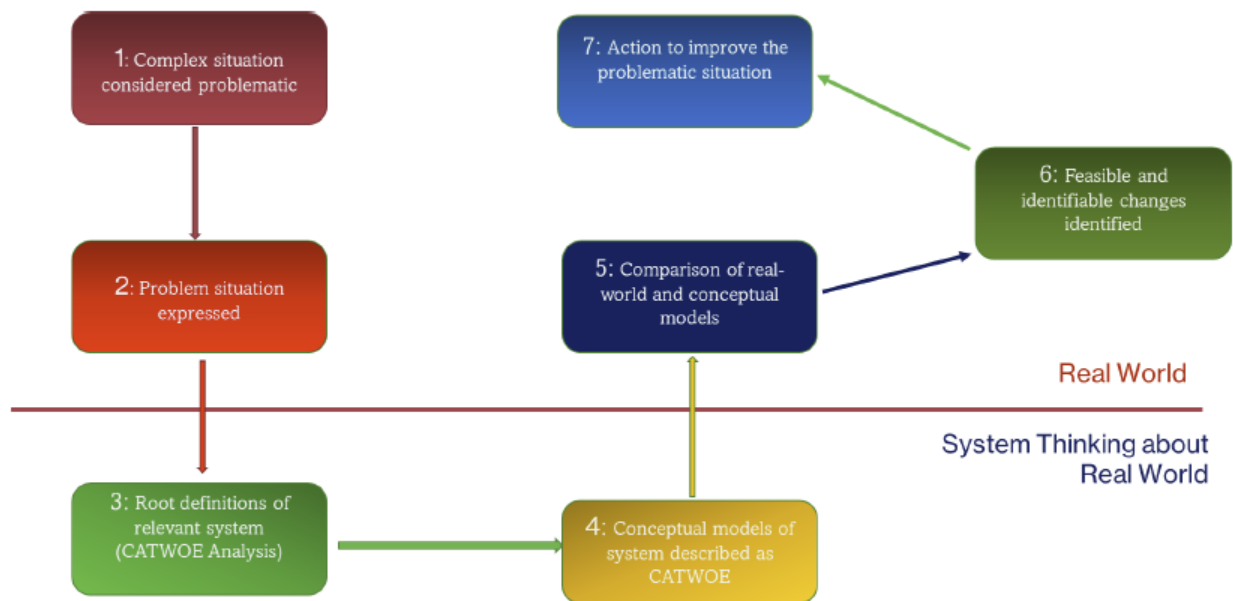 1: Complex situation
considered problematic
2: Problem situation
expressed
3: Root definitions of
relevant system
(CATWOE Analysis)
4: Conceptual models of
system described as
CATWOE
5: Comparison of real-
world and conceptual
models
6: Feasible and
identifiable changes
identified
7: Action to improve the
problematic situation
Real World
System Thinking about
Real World